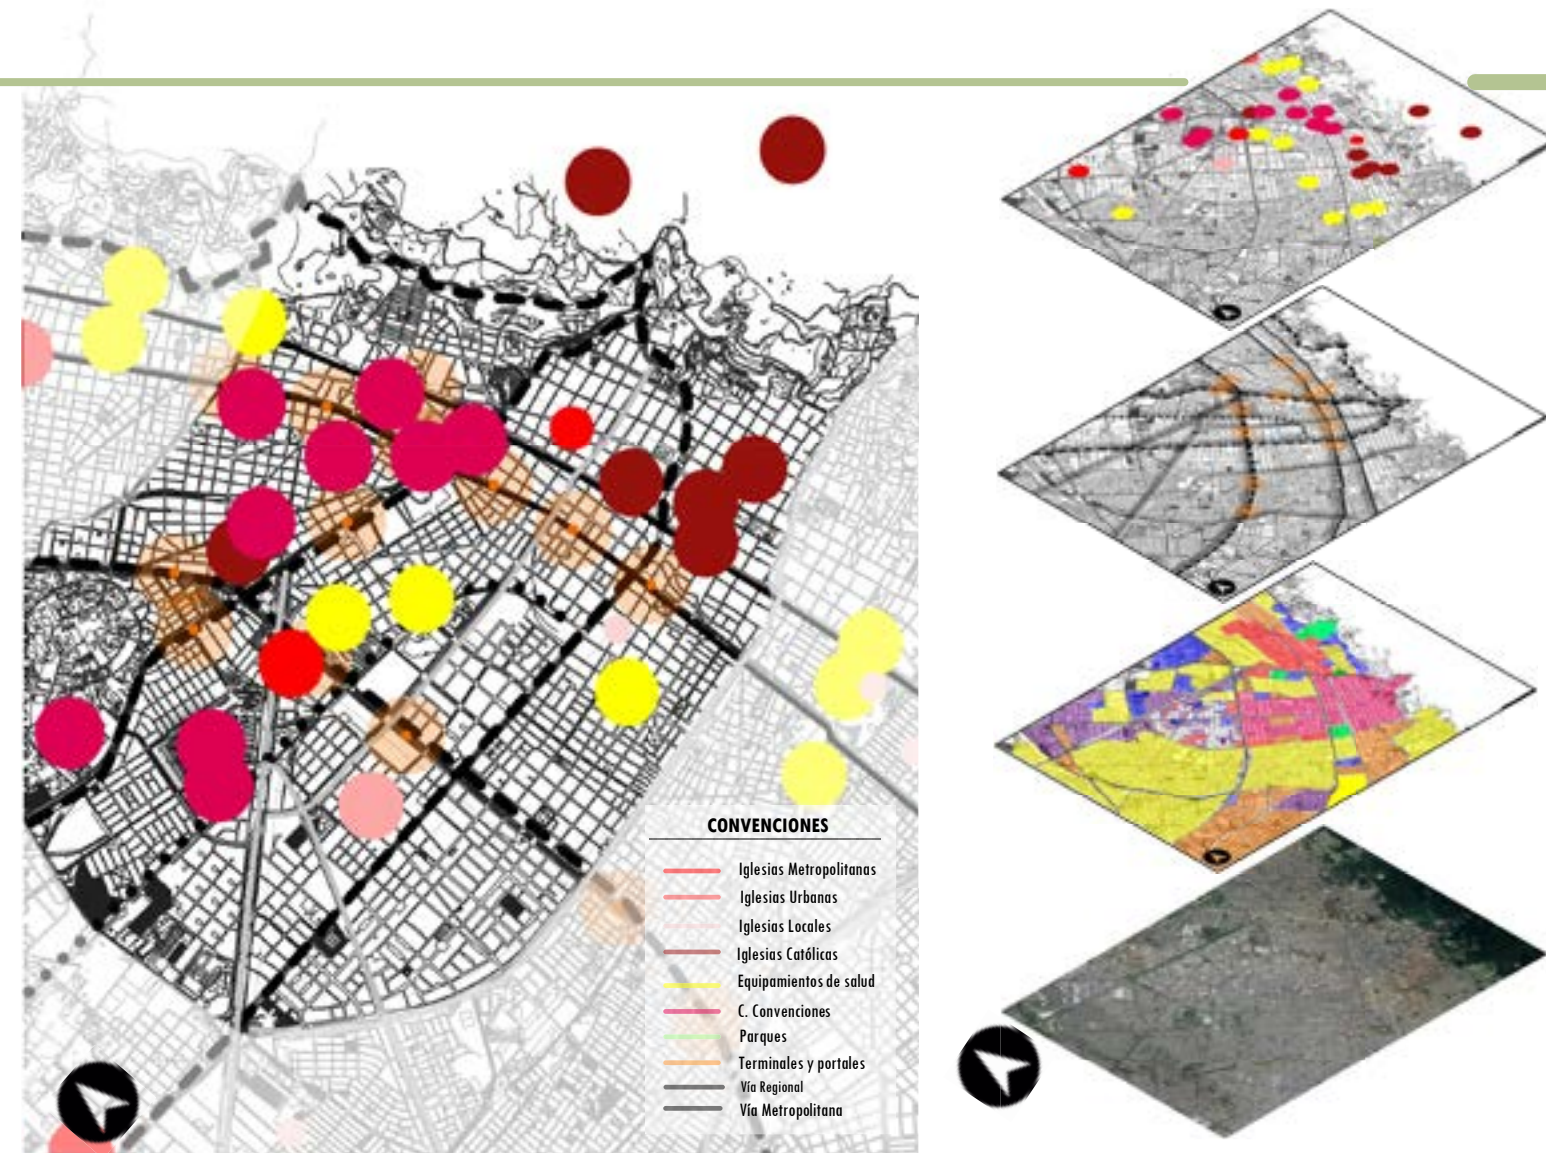 CONVENCIONES
Iglesias Metropolitanas
Iglesias Urbanas
Iglesias Locales
Iglesias Católicas
Equipamientos de salud
C. Convenciones
Parques
Terminales y portales
Vía Regional
Vía Metropolitana